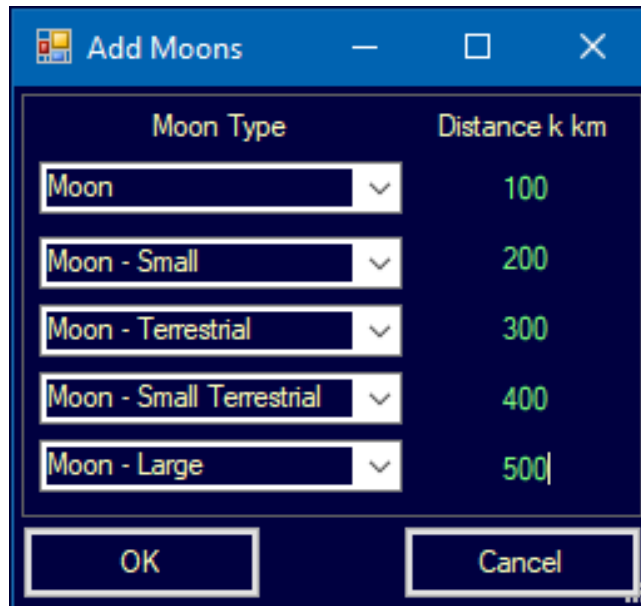 Add Moons
Moon Type Distance k km
Moon 100
Moon - Small 200
Moon - Terrestrial 300
Moon - Small Terrestrial 400
Moon - Large 500
OK Cancel